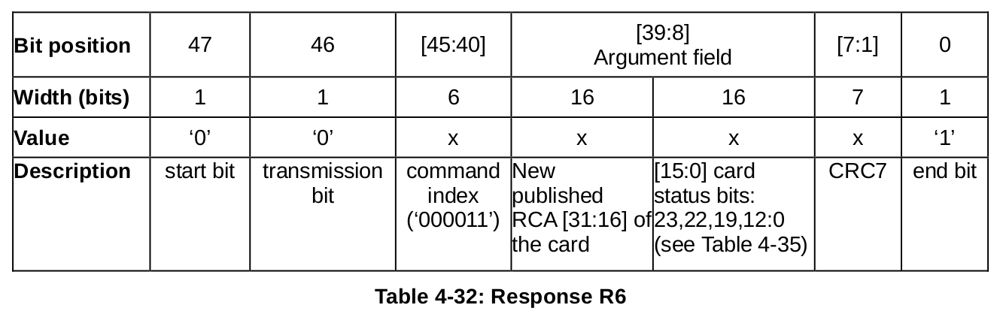 Bit position 47 46 [45:40] [39:8] Argument field [7:1] 0
Width (bits) 1 1 6 16 16 7 1
Value ‘0’ ‘0’ x x x x ‘1’
Description start bit transmission bit command index (‘000011’) New published RCA [31:16] of the card [15:0] card status bits: 23,22,19,12:0 (see Table 4-35) CRC7 end bit
Table 4-32: Response R6